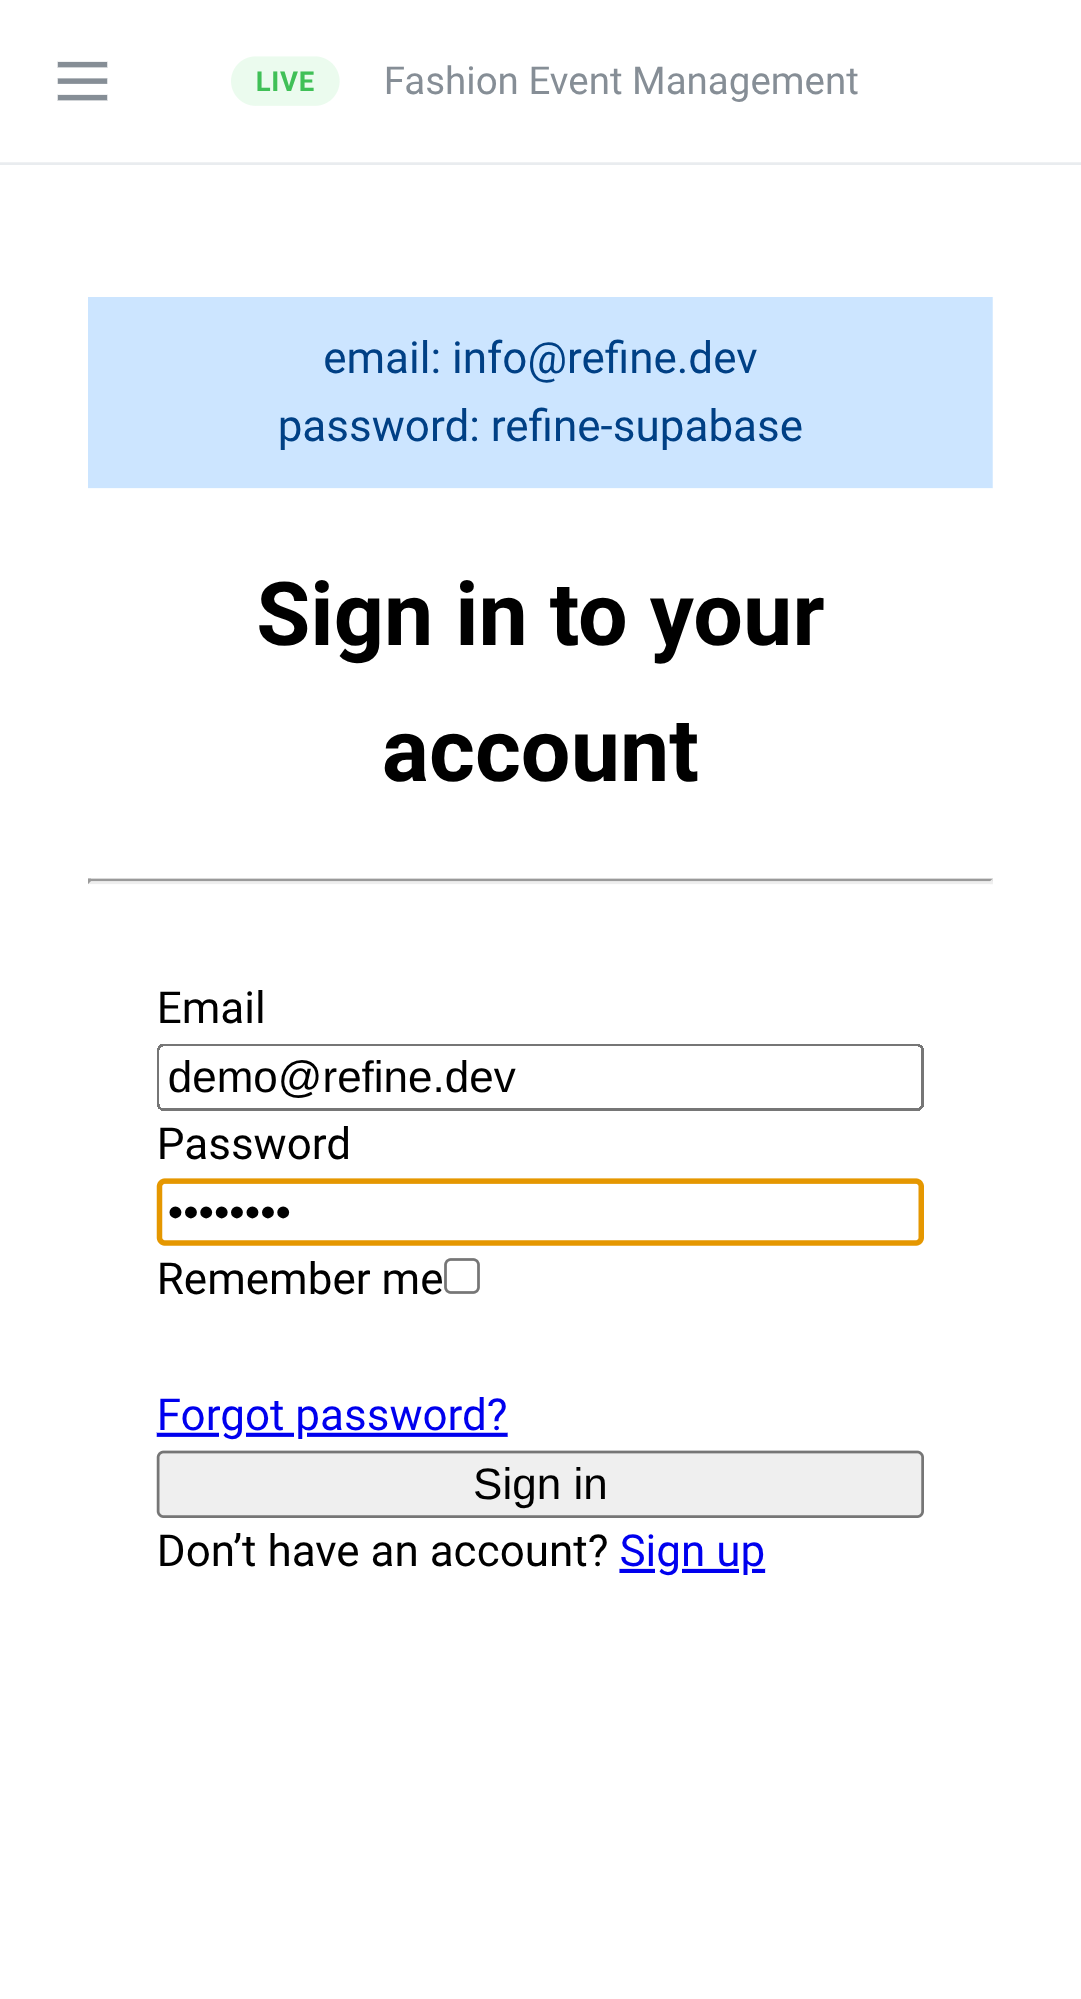 LIVE Fashion Event Management
email: info@refine.dev
password: refine-supabase
Sign in to your
account
Email
demo@refine.dev
Password
••••••••
Remember me
Forgot password?
Sign in
Don’t have an account? Sign up